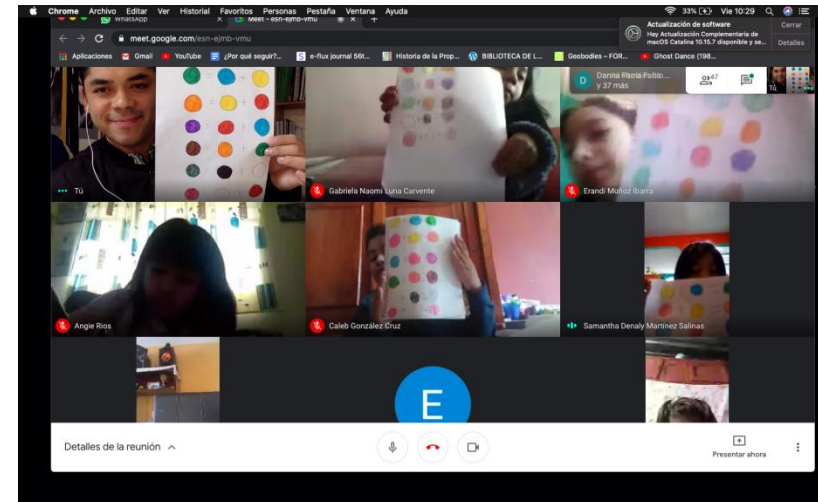 Chrome Archivo Editar Ver Historial Favoritos Personas Pestaña Ventana Ayuda
33% Vie 10:29
WhatsApp
Meet - esn-ejmb-vmu
Actualización de software
Hay Actualización Complementaria de
macOS Catalina 10.15.7 disponible y se...
Cerrar
Detalles
meet.google.com/esn-ejmb-vmu
Aplicaciones Gmail YouTube ¿Por qué seguir?... e-flux journal 56t... Historia de la Prop... BIBLIOTECA DE L... Geobodies – FOR... Ghost Dance (198...
D
y 37 más
47
Tú
Tú
Gabriela Naomi Luna Carvente
Erandi Muñoz Ibarra
Angie Rios
Caleb González Cruz
Samantha Denaly Martínez Salinas
E
Detalles de la reunión
Presentar ahora